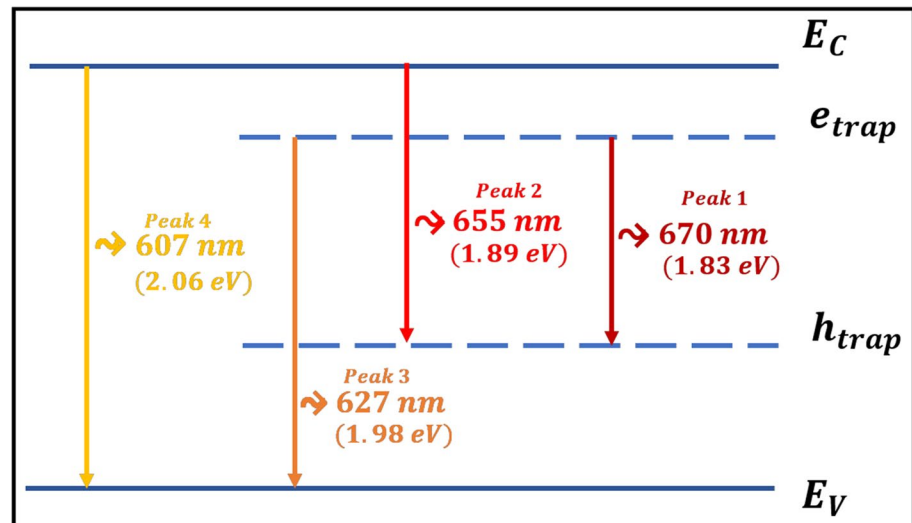 E_C
e_trap
Peak 2
655 nm
(1.89 eV)
Peak 1
670 nm
(1.83 eV)
Peak 4
607 nm
(2.06 eV)
h_trap
Peak 3
627 nm
(1.98 eV)
E_V